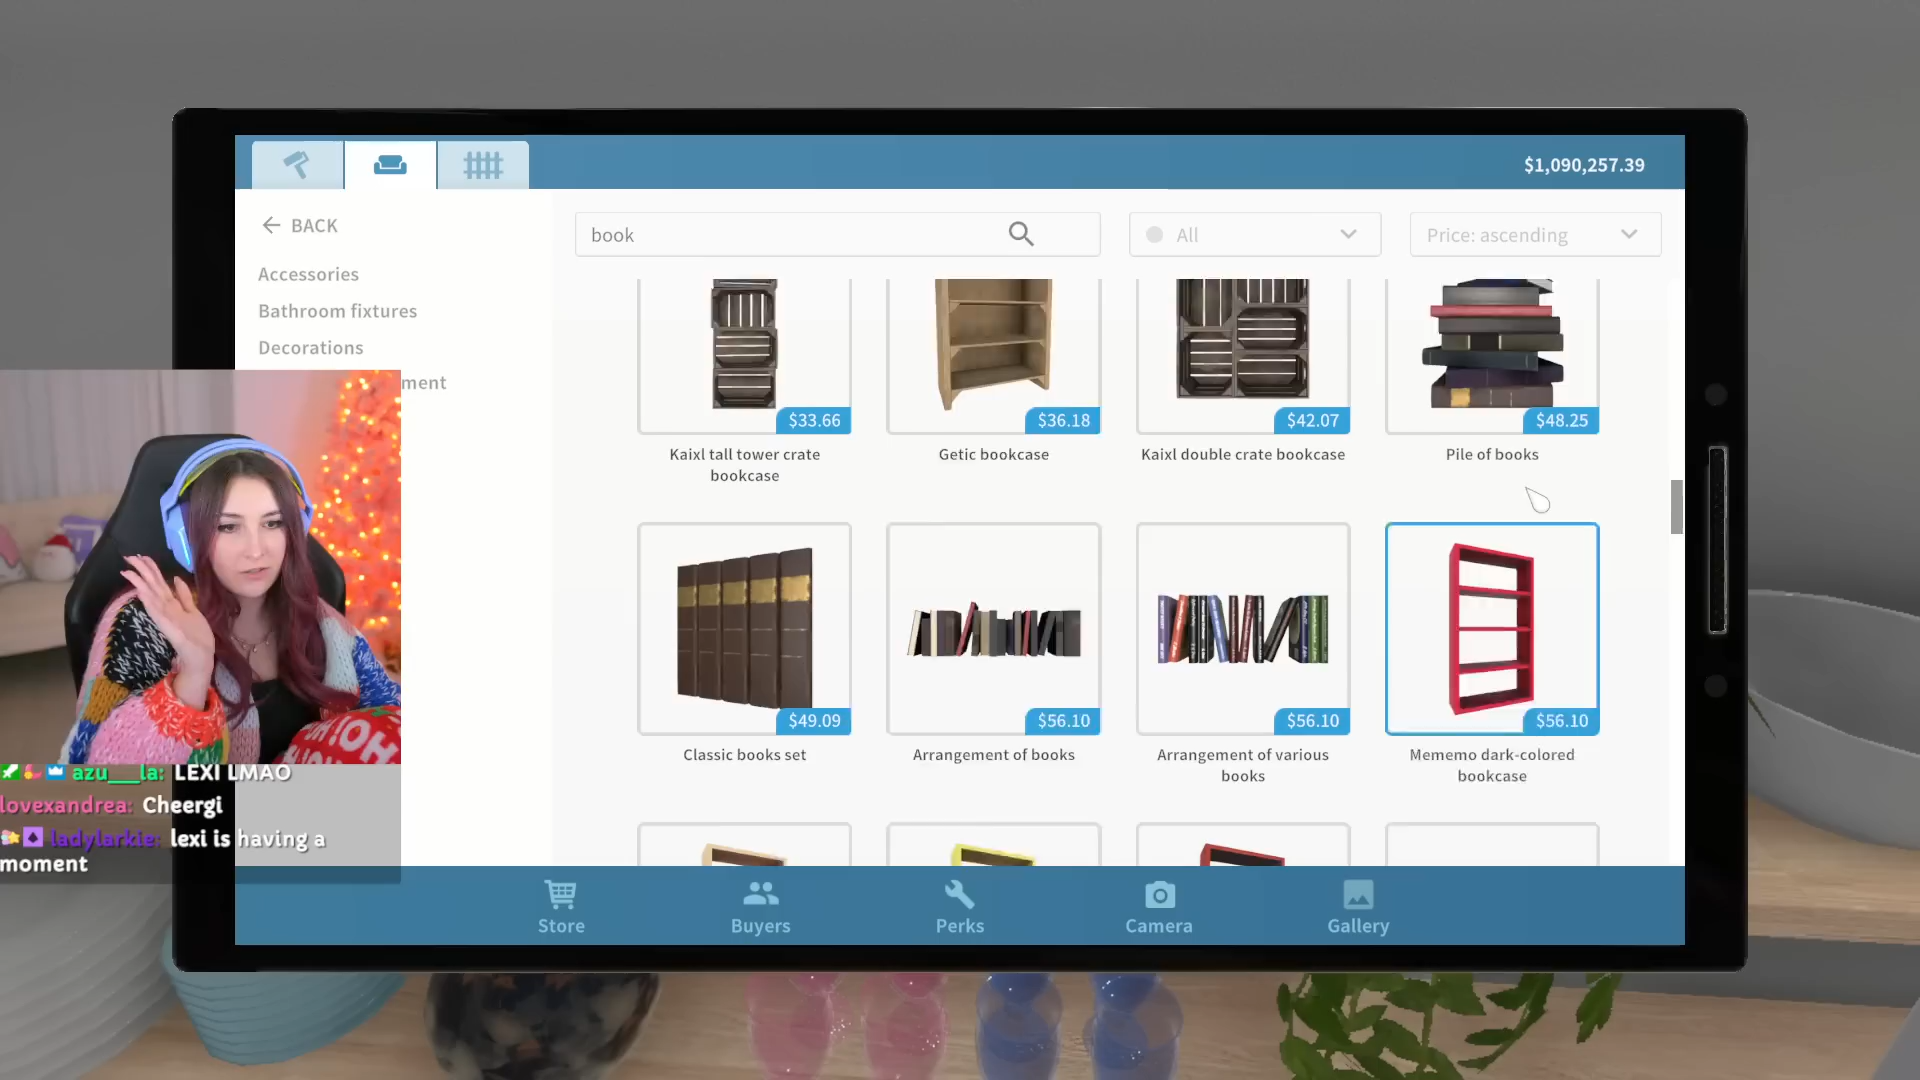 $1,090,257.39
BACK
book
All
Price: ascending
Accessories
Bathroom fixtures
Decorations
ment
$33.66
$36.18
$42.07
$48.25
Kaixl tall tower crate
bookcase
Getic bookcase
Kaixl double crate bookcase
Pile of books
$49.09
$56.10
$56.10
$56.10
Classic books set
Arrangement of books
Arrangement of various
books
Mememo dark-colored
bookcase
azu___la: LEXI LMAO
lovexandrea: Cheergi
ladylarkie: lexi is having a
moment
Store
Buyers
Perks
Camera
Gallery